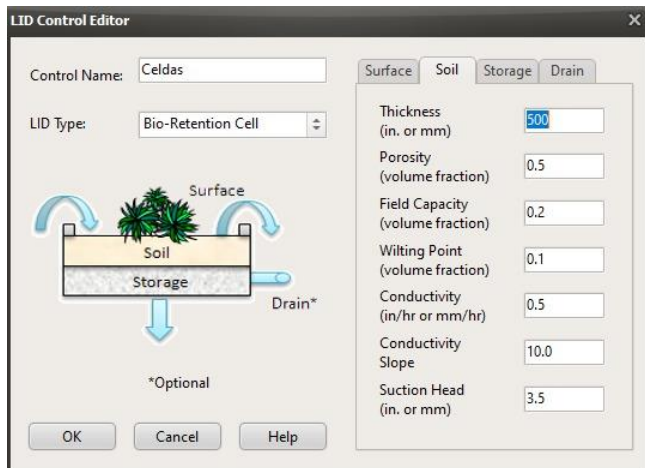 LID Control Editor
Control Name: Celdas
LID Type: Bio-Retention Cell
Surface
Soil
Storage
Drain*
*Optional
OK Cancel Help
Surface Soil Storage Drain
Thickness
(in. or mm) 500
Porosity
(volume fraction) 0.5
Field Capacity
(volume fraction) 0.2
Wilting Point
(volume fraction) 0.1
Conductivity
(in/hr or mm/hr) 0.5
Conductivity
Slope 10.0
Suction Head
(in. or mm) 3.5